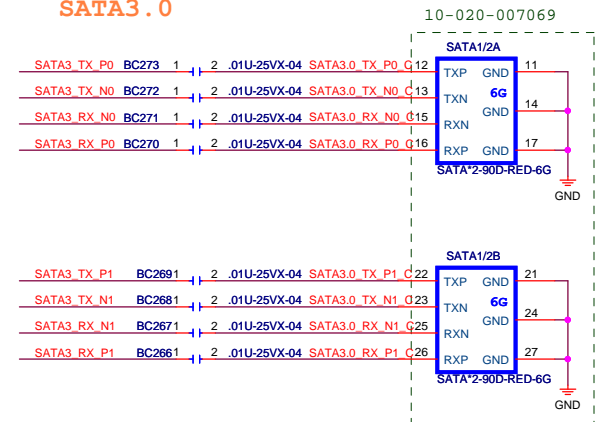 SATA3.0
10-020-007069
SATA1/2A
SATA3_TX_P0 BC273 1 2 .01U-25VX-04 SATA3.0_TX_P0_C 12 TXP GND 11
SATA3_TX_N0 BC272 1 2 .01U-25VX-04 SATA3.0_TX_N0_C 13 TXN 6G GND 14
SATA3_RX_N0 BC271 1 2 .01U-25VX-04 SATA3.0_RX_N0_C 15 RXN
SATA3_RX_P0 BC270 1 2 .01U-25VX-04 SATA3.0_RX_P0_C 16 RXP GND 17
SATA*2-90D-RED-6G
GND
SATA1/2B
SATA3_TX_P1 BC269 1 2 .01U-25VX-04 SATA3.0_TX_P1_C 22 TXP GND 21
SATA3_TX_N1 BC268 1 2 .01U-25VX-04 SATA3.0_TX_N1_C 23 TXN 6G GND 24
SATA3_RX_N1 BC267 1 2 .01U-25VX-04 SATA3.0_RX_N1_C 25 RXN
SATA3_RX_P1 BC266 1 2 .01U-25VX-04 SATA3.0_RX_P1_C 26 RXP GND 27
SATA*2-90D-RED-6G
GND